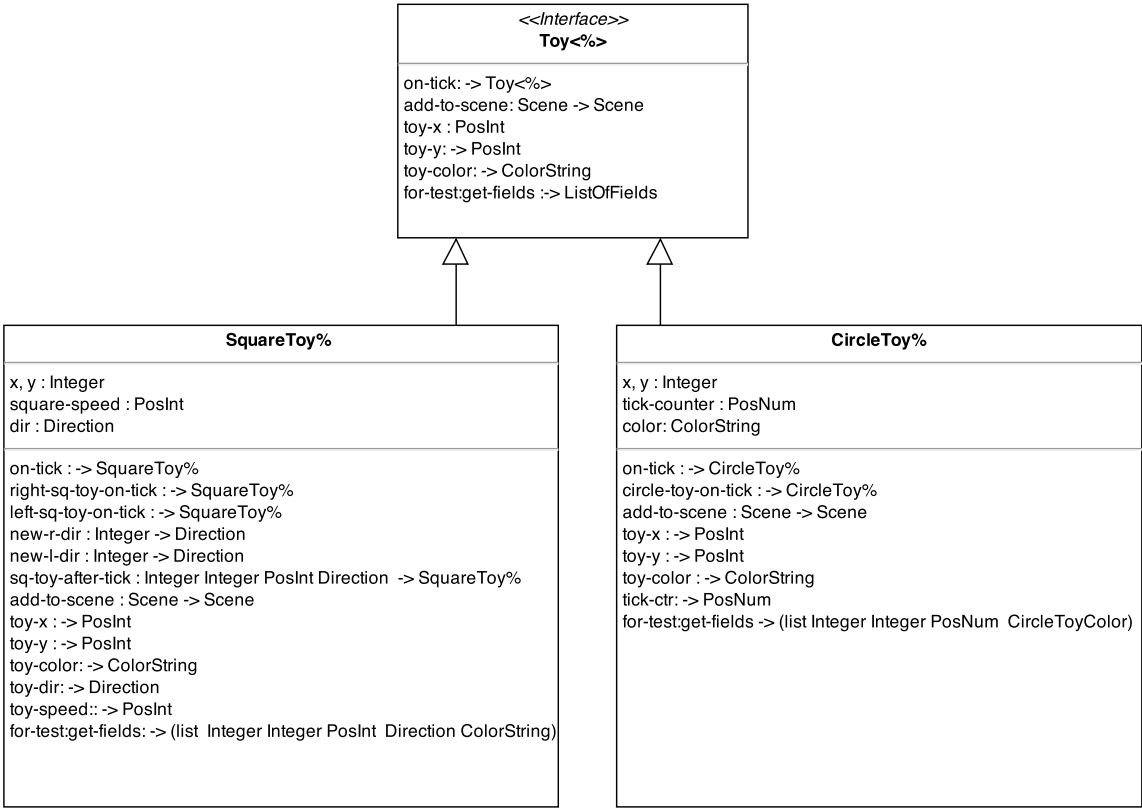 <<Interface>>
Toy<%>
on-tick: -> Toy<%>
add-to-scene: Scene -> Scene
toy-x : PosInt
toy-y: -> PosInt
toy-color: -> ColorString
for-test:get-fields :-> ListOfFields
SquareToy%
x, y : Integer
square-speed : PosInt
dir : Direction
on-tick : -> SquareToy%
right-sq-toy-on-tick : -> SquareToy%
left-sq-toy-on-tick : -> SquareToy%
new-r-dir : Integer -> Direction
new-l-dir : Integer -> Direction
sq-toy-after-tick : Integer Integer PosInt Direction  -> SquareToy%
add-to-scene : Scene -> Scene
toy-x : -> PosInt
toy-y : -> PosInt
toy-color: -> ColorString
toy-dir: -> Direction
toy-speed:: -> PosInt
for-test:get-fields: -> (list  Integer Integer PosInt  Direction ColorString)
CircleToy%
x, y : Integer
tick-counter : PosNum
color: ColorString
on-tick : -> CircleToy%
circle-toy-on-tick : -> CircleToy%
add-to-scene : Scene -> Scene
toy-x : -> PosInt
toy-y : -> PosInt
toy-color : -> ColorString
tick-ctr: -> PosNum
for-test:get-fields -> (list Integer Integer PosNum  CircleToyColor)